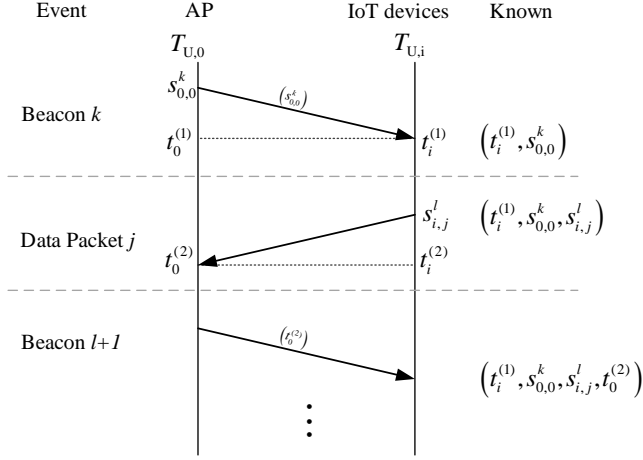 Event AP IoT devices Known
T_{U,0} T_{U,i}
s_{0,0}^{k}
(s_{0,0}^{k})
Beacon k
t_0^{(1)} t_i^{(1)} (t_i^{(1)}, s_{0,0}^{k})
s_{i,j}^{l} (t_i^{(1)}, s_{0,0}^{k}, s_{i,j}^{l})
Data Packet j
t_0^{(2)} t_i^{(2)}
Beacon l+1
(t_0^{(2)})
(t_i^{(1)}, s_{0,0}^{k}, s_{i,j}^{l}, t_0^{(2)})